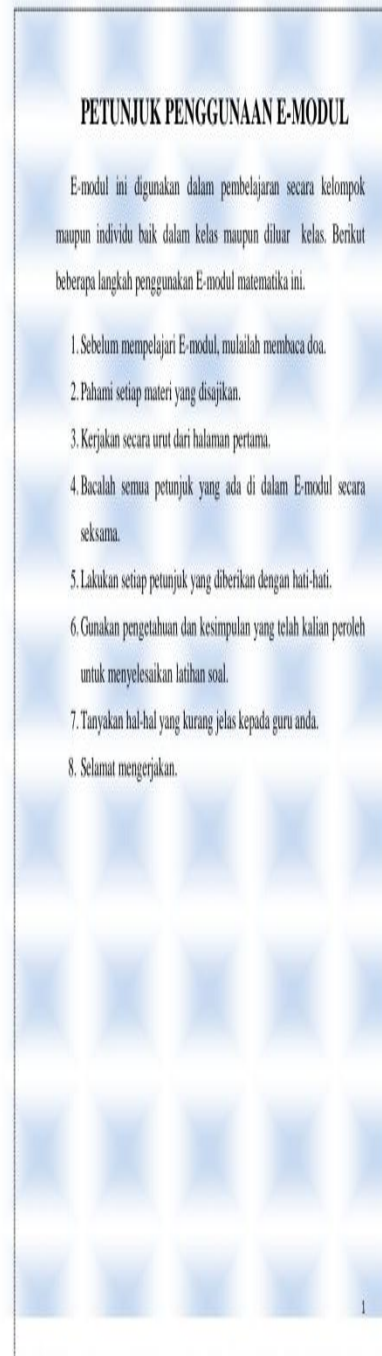 PETUNJUK PENGGUNAAN E-MODUL
E-modul ini digunakan dalam pembelajaran secara kelompok
maupun individu baik dalam kelas maupun diluar kelas. Berikut
beberapa langkah penggunakan E-modul matematika ini.
1. Sebelum mempelajari E-modul, mulailah membaca doa.
2. Pahami setiap materi yang disajikan.
3. Kerjakan secara urut dari halaman pertama.
4. Bacalah semua petunjuk yang ada di dalam E-modul secara
seksama.
5. Lakukan setiap petunjuk yang diberikan dengan hati-hati.
6. Gunakan pengetahuan dan kesimpulan yang telah kalian peroleh
untuk menyelesaikan latihan soal.
7. Tanyakan hal-hal yang kurang jelas kepada guru anda.
8. Selamat mengerjakan.
1